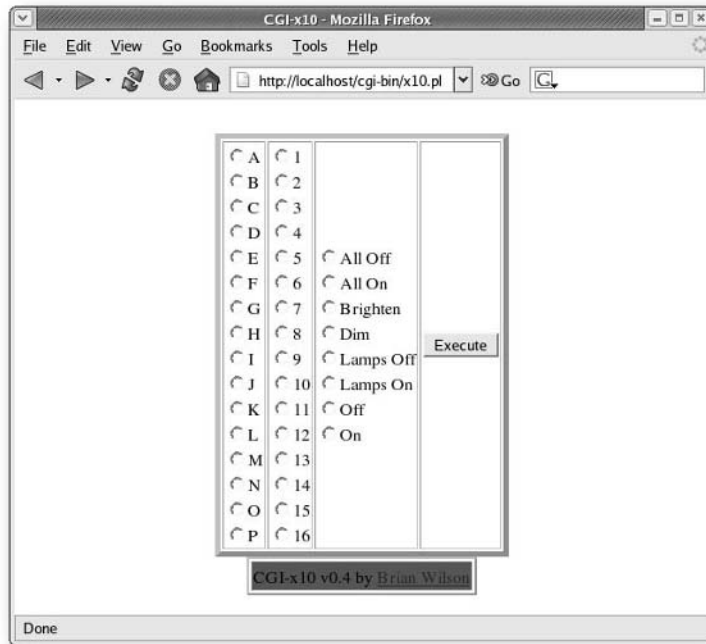 CGI-x10 - Mozilla Firefox
File Edit View Go Bookmarks Tools Help
http://localhost/cgi-bin/x10.pl Go G
A 1
B 2
C 3
D 4
E 5 All Off
F 6 All On
G 7 Brighten
H 8 Dim
Execute
I 9 Lamps Off
J 10 Lamps On
K 11 Off
L 12 On
M 13
N 14
O 15
P 16
CGI-x10 v0.4 by Brian Wilson
Done